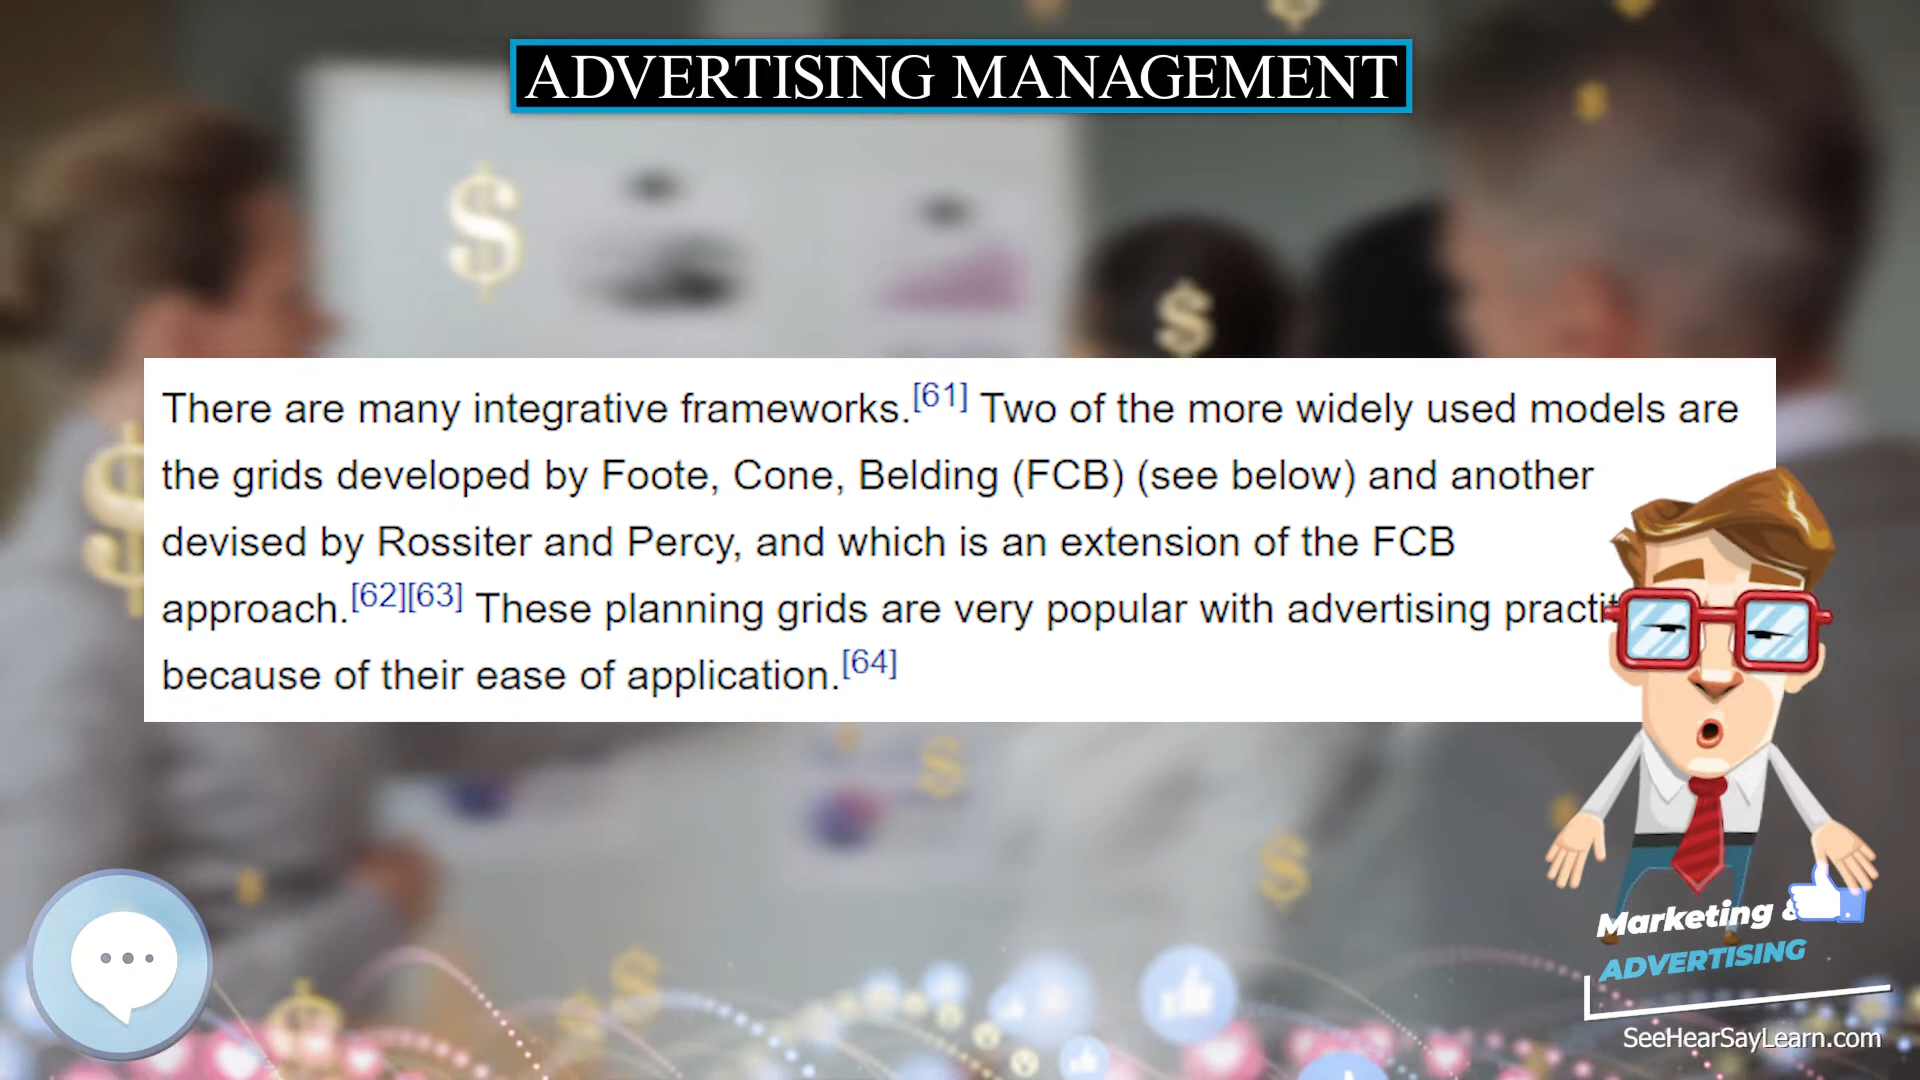 ADVERTISING MANAGEMENT
There are many integrative frameworks.[61] Two of the more widely used models are
the grids developed by Foote, Cone, Belding (FCB) (see below) and another
devised by Rossiter and Percy, and which is an extension of the FCB
approach.[62][63] These planning grids are very popular with advertising
because of their ease of application.[64]
Marketing &
ADVERTISING
SeeHearSayLearn.com